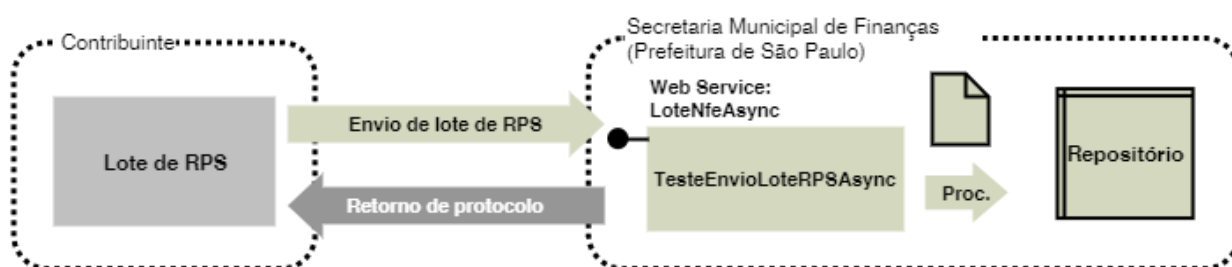 Contribuinte
Secretaria Municipal de Finanças
(Prefeitura de São Paulo)
Web Service:
LoteNfeAsync
Envio de lote de RPS
Lote de RPS
TesteEnvioLoteRPSAsync
Repositório
Proc.
Retorno de protocolo